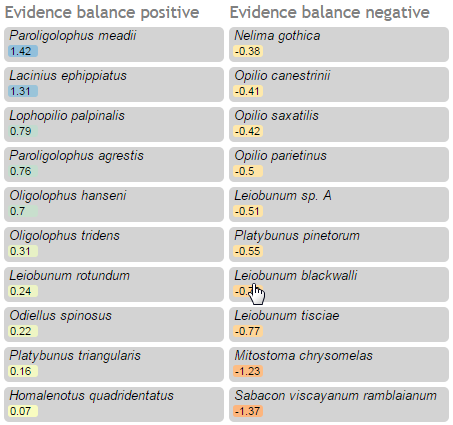 Evidence balance positive
Paroligolophus meadii
1.42
Lacinius ephippiatus
1.31
Lophopilio palpinalis
0.79
Paroligolophus agrestis
0.76
Oligolophus hanseni
0.7
Oligolophus tridens
0.31
Leiobunum rotundum
0.24
Odiellus spinosus
0.22
Platybunus triangularis
0.16
Homalenotus quadridentatus
0.07
Evidence balance negative
Nelima gothica
-0.38
Opilio canestrinii
-0.41
Opilio saxatilis
-0.42
Opilio parietinus
-0.5
Leiobunum sp. A
-0.51
Platybunus pinetorum
-0.55
Leiobunum blackwalli
Leiobunum tisciae
-0.77
Mitostoma chrysomelas
-1.23
Sabacon viscayanum ramblaianum
-1.37